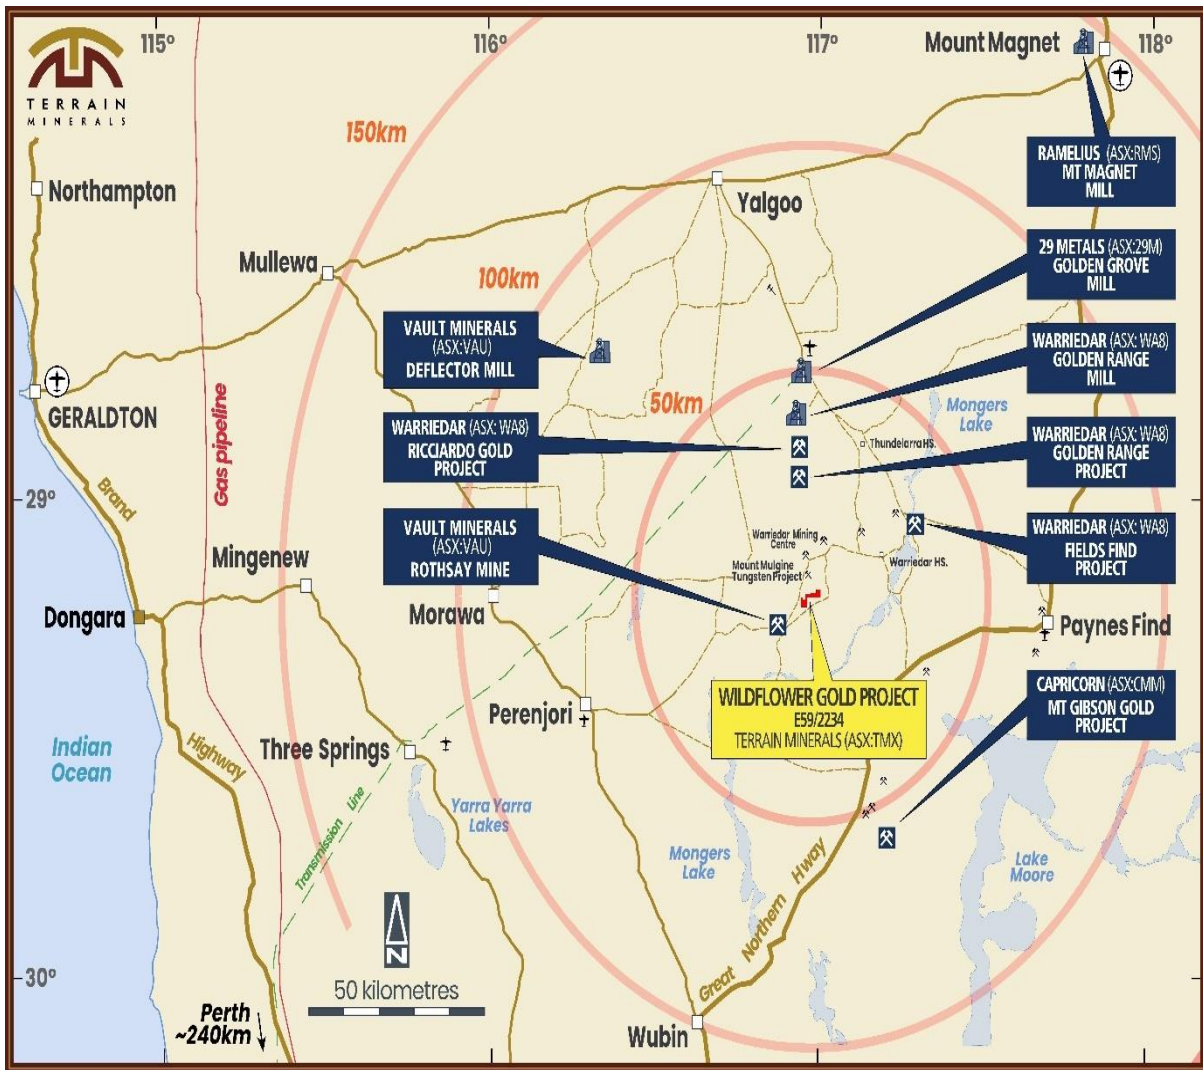 TERRAIN
MINERALS
115°
116°
117°
118°
Mount Magnet
150km
RAMELIUS (ASX:RMS)
MT MAGNET
MILL
Northampton
Yalgoo
Mullewa
100km
29 METALS (ASX:29M)
GOLDEN GROVE
MILL
VAULT MINERALS
(ASX:VAU)
DEFLECTOR MILL
WARRIEDAR (ASX: WA8)
GOLDEN RANGE
MILL
GERALDTON
50km
Mongers
Lake
Gas pipeline
WARRIEDAR (ASX: WA8)
RICCIARDO GOLD
PROJECT
Thundelarra HS.
WARRIEDAR (ASX: WA8)
GOLDEN RANGE
PROJECT
Brand
29°
VAULT MINERALS
(ASX:VAU)
ROTHSAY MINE
Warriedar Mining
Centre
WARRIEDAR (ASX: WA8)
FIELDS FIND
PROJECT
Mingenew
Mount Mulgine
Tungsten Project
Warriedar HS.
Dongara
Morawa
Paynes Find
WILDFLOWER GOLD PROJECT
E59/2234
TERRAIN MINERALS (ASX:TMX)
CAPRICORN (ASX:CMM)
MT GIBSON GOLD
PROJECT
Perenjori
Indian
Ocean
Highway
Three Springs
Transmission Line
Yarra Yarra
Lakes
Mongers
Lake
Lake
Moore
Great Northern Hway
N
30°
50 kilometres
Perth
~240km
Wubin